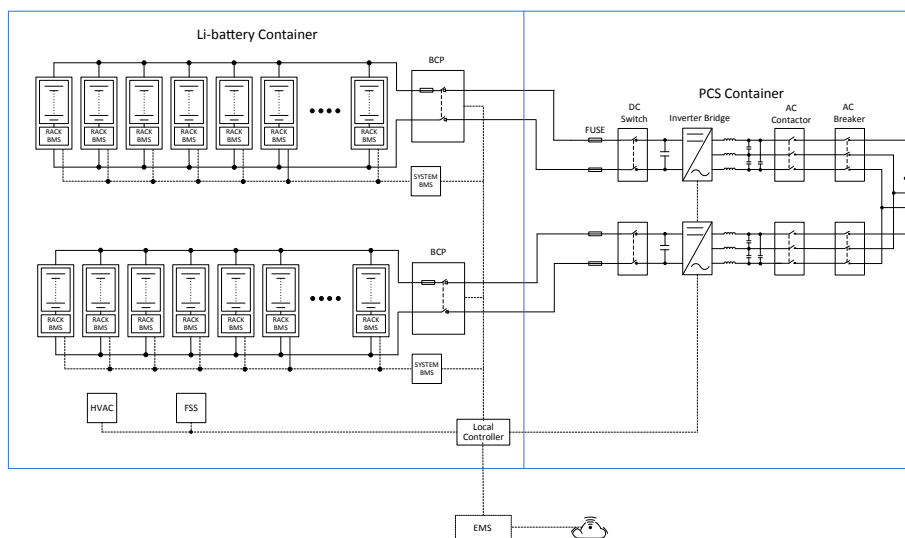 Li-battery Container
BCP
RACK
BMS
RACK
BMS
RACK
BMS
RACK
BMS
RACK
BMS
RACK
BMS
RACK
BMS
SYSTEM
BMS
PCS Container
FUSE
DC
Switch
Inverter Bridge
AC
Contactor
AC
Breaker
BCP
RACK
BMS
RACK
BMS
RACK
BMS
RACK
BMS
RACK
BMS
RACK
BMS
RACK
BMS
SYSTEM
BMS
HVAC
FSS
Local
Controller
EMS